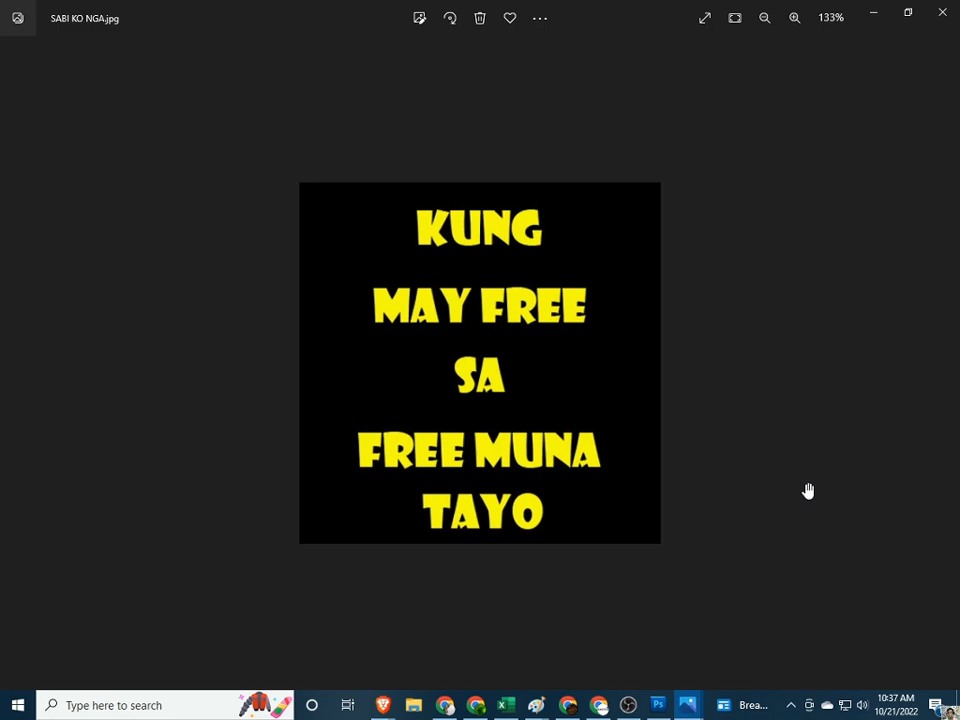 SABI KO NGA.jpg
133%
KUNG
MAY FREE
SA
FREE MUNA
TAYO
Type here to search
Brea...
10:37 AM
10/21/2022